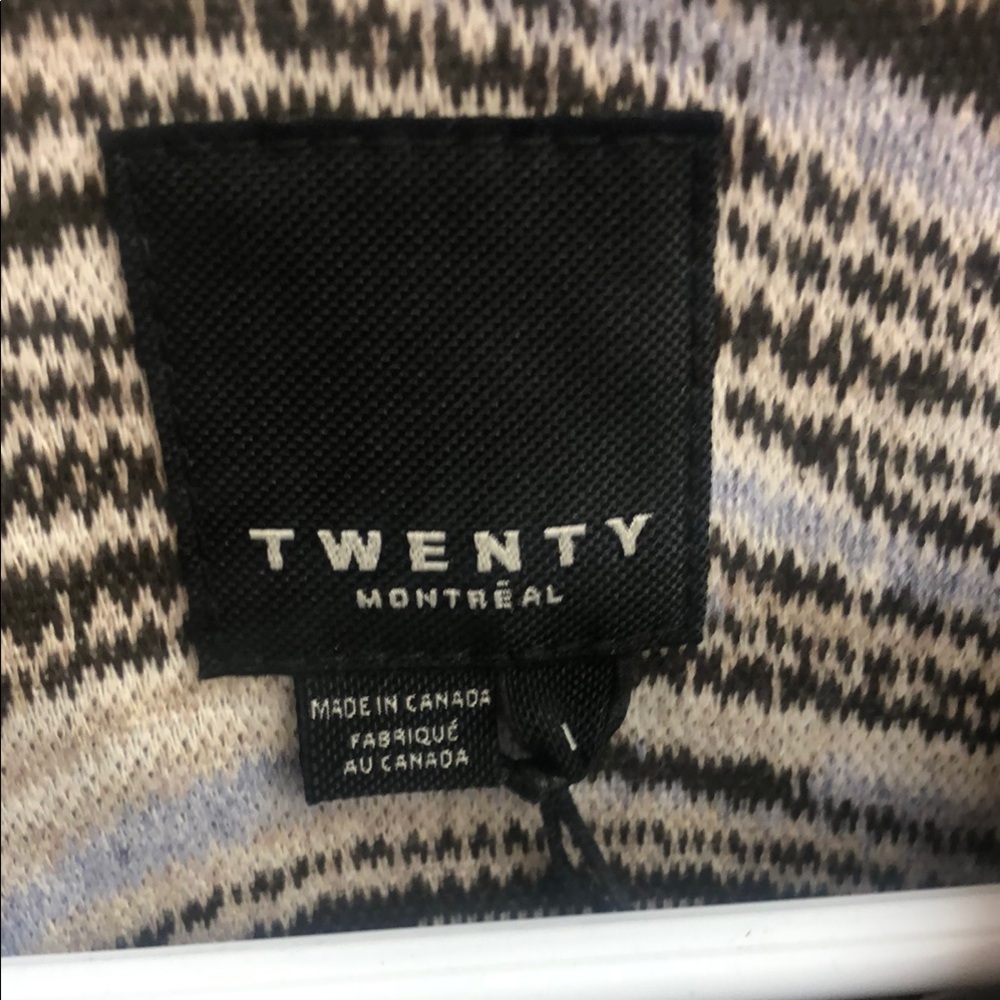 TWENTY
MONTRÉAL
MADE IN CANADA
FABRIQUÉ
AU CANADA